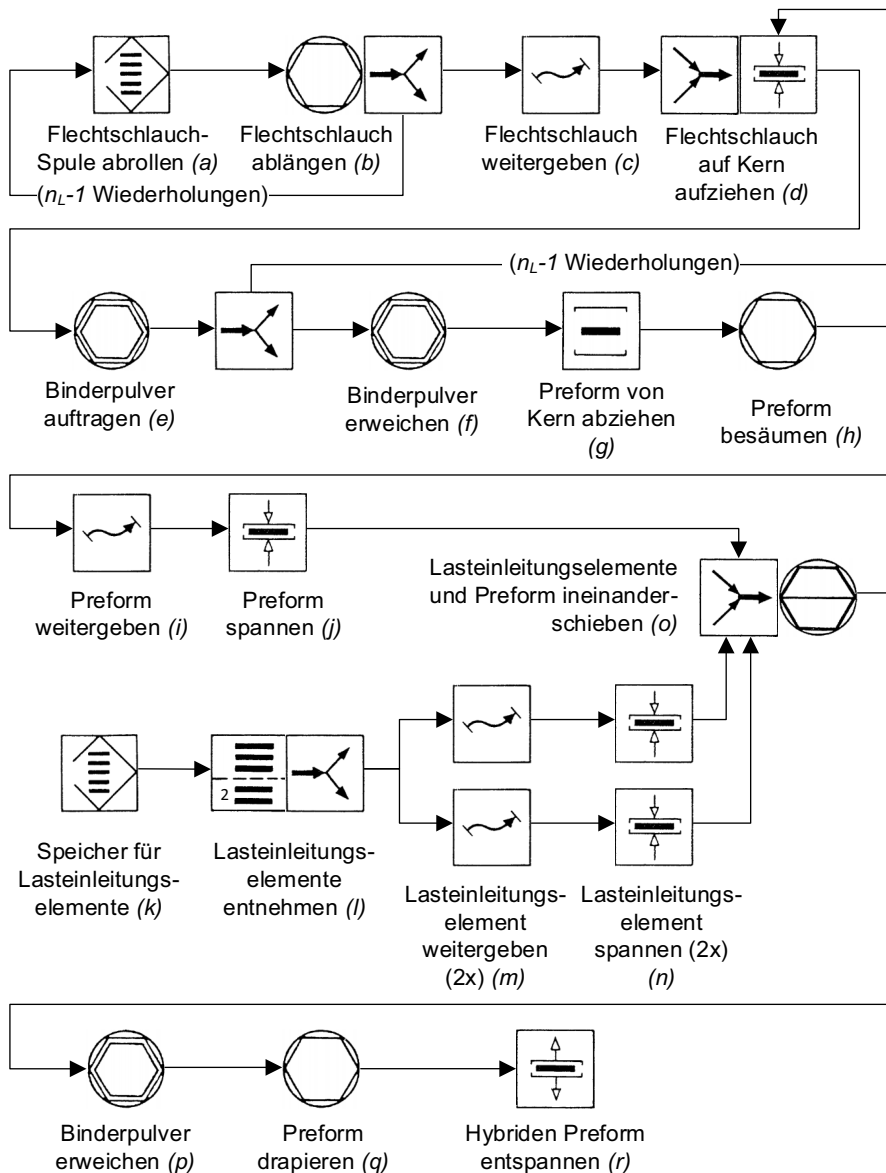 Flechtschlauch-
Spule abrollen (a)
Flechtschlauch
ablängen (b)
Flechtschlauch
weitergeben (c)
Flechtschlauch
auf Kern
aufziehen (d)
(nL-1 Wiederholungen)
(nL-1 Wiederholungen)
Binderpulver
auftragen (e)
Binderpulver
erweichen (f)
Preform von
Kern abziehen
(g)
Preform
besäumen (h)
Preform
weitergeben (i)
Preform
spannen (j)
Lasteinleitungselemente
und Preform ineinander-
schieben (o)
2
Speicher für
Lasteinleitungs-
elemente (k)
Lasteinleitungs-
elemente
entnehmen (l)
Lasteinleitungs-
element
weitergeben
(2x) (m)
Lasteinleitungs-
element
spannen (2x)
(n)
Binderpulver
erweichen (p)
Preform
drapieren (q)
Hybriden Preform
entspannen (r)